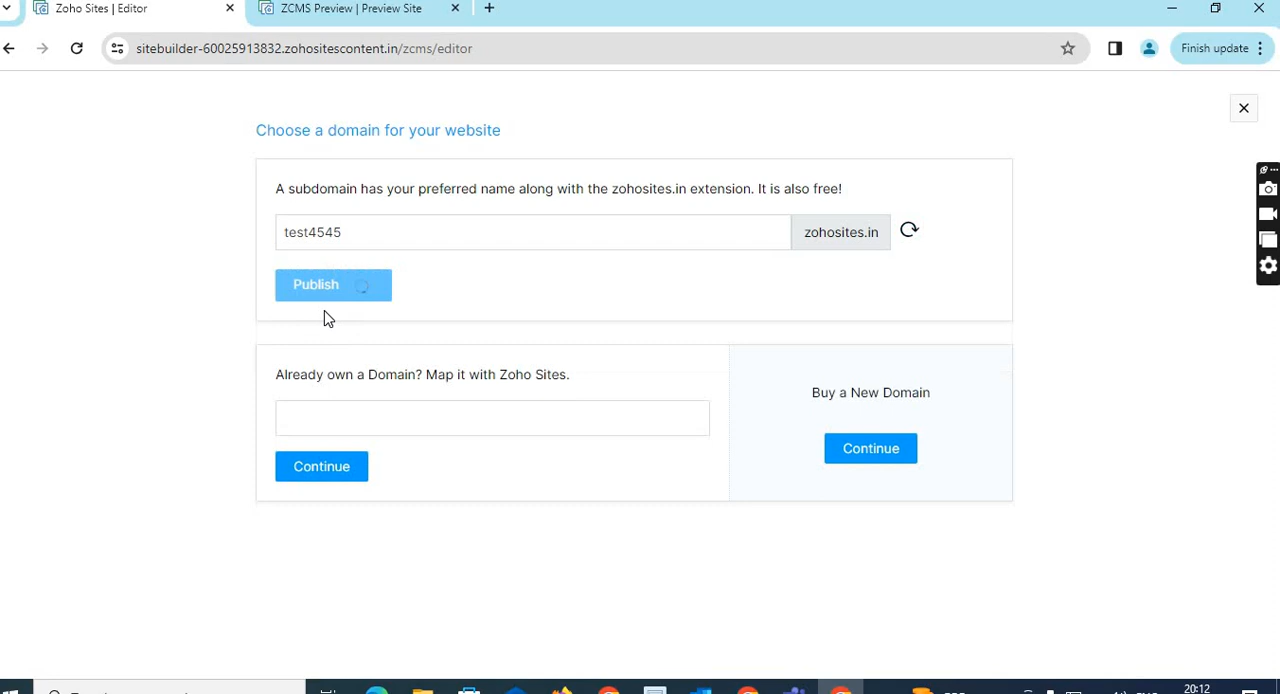 Zoho Sites | Editor
ZCMS Preview | Preview Site
sitebuilder-60025913832.zohositescontent.in/zcms/editor
Finish update
Choose a domain for your website
A subdomain has your preferred name along with the zohosites.in extension. It is also free!
test4545
zohosites.in
Publish
Already own a Domain? Map it with Zoho Sites.
Continue
Buy a New Domain
Continue
20:12